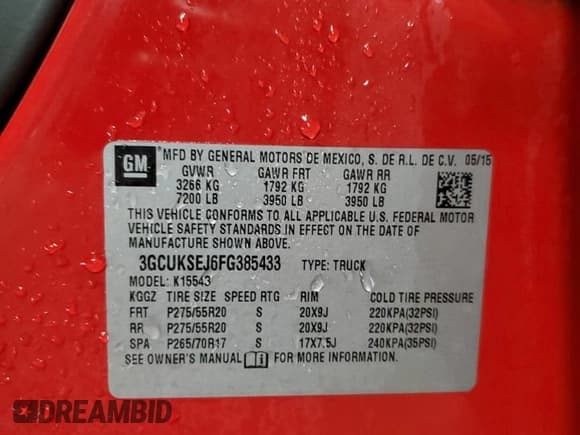 GM
MFD BY GENERAL MOTORS DE MEXICO, S. DE R.L. DE C.V. 05/15
GVWR GAWR FRT GAWR RR
3266 KG 1792 KG 1792 KG
7200 LB 3950 LB 3950 LB
THIS VEHICLE CONFORMS TO ALL APPLICABLE U.S. FEDERAL MOTOR
VEHICLE SAFETY STANDARDS IN EFFECT ON THE DATE OF
MANUFACTURE SHOWN ABOVE.
3GCUKSEJ6FG385433 TYPE: TRUCK
MODEL: K15543
KGGZ TIRE SIZE SPEED RTG RIM COLD TIRE PRESSURE
FRT P275/55R20 S 20X9J 220KPA(32PSI)
RR P275/55R20 S 20X9J 220KPA(32PSI)
SPA P265/70R17 S 17X7.5J 240KPA(35PSI)
SEE OWNER'S MANUAL FOR MORE INFORMATION.
DREAMBID